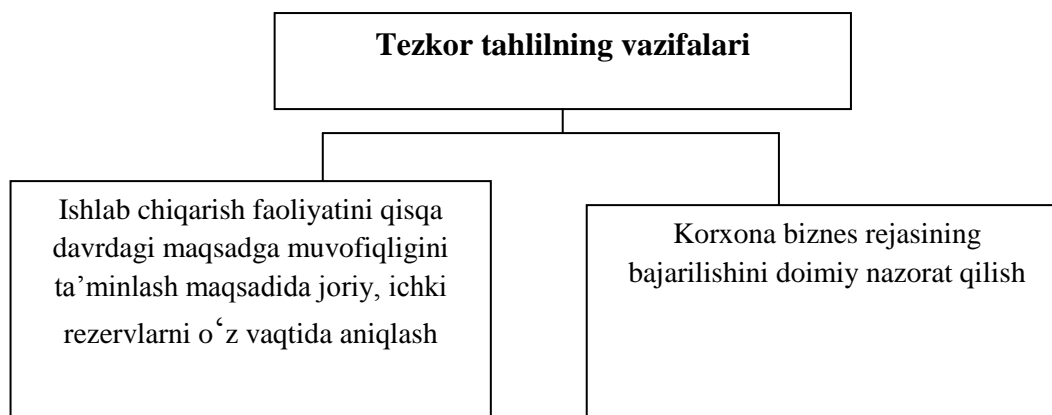 Tezkor tahlilning vazifalari
Ishlab chiqarish faoliyatini qisqa
davrdagi maqsadga muvofiqligini
ta’minlash maqsadida joriy, ichki
rezervlarni o‘z vaqtida aniqlash
Korxona biznes rejasining
bajarilishini doimiy nazorat qilish